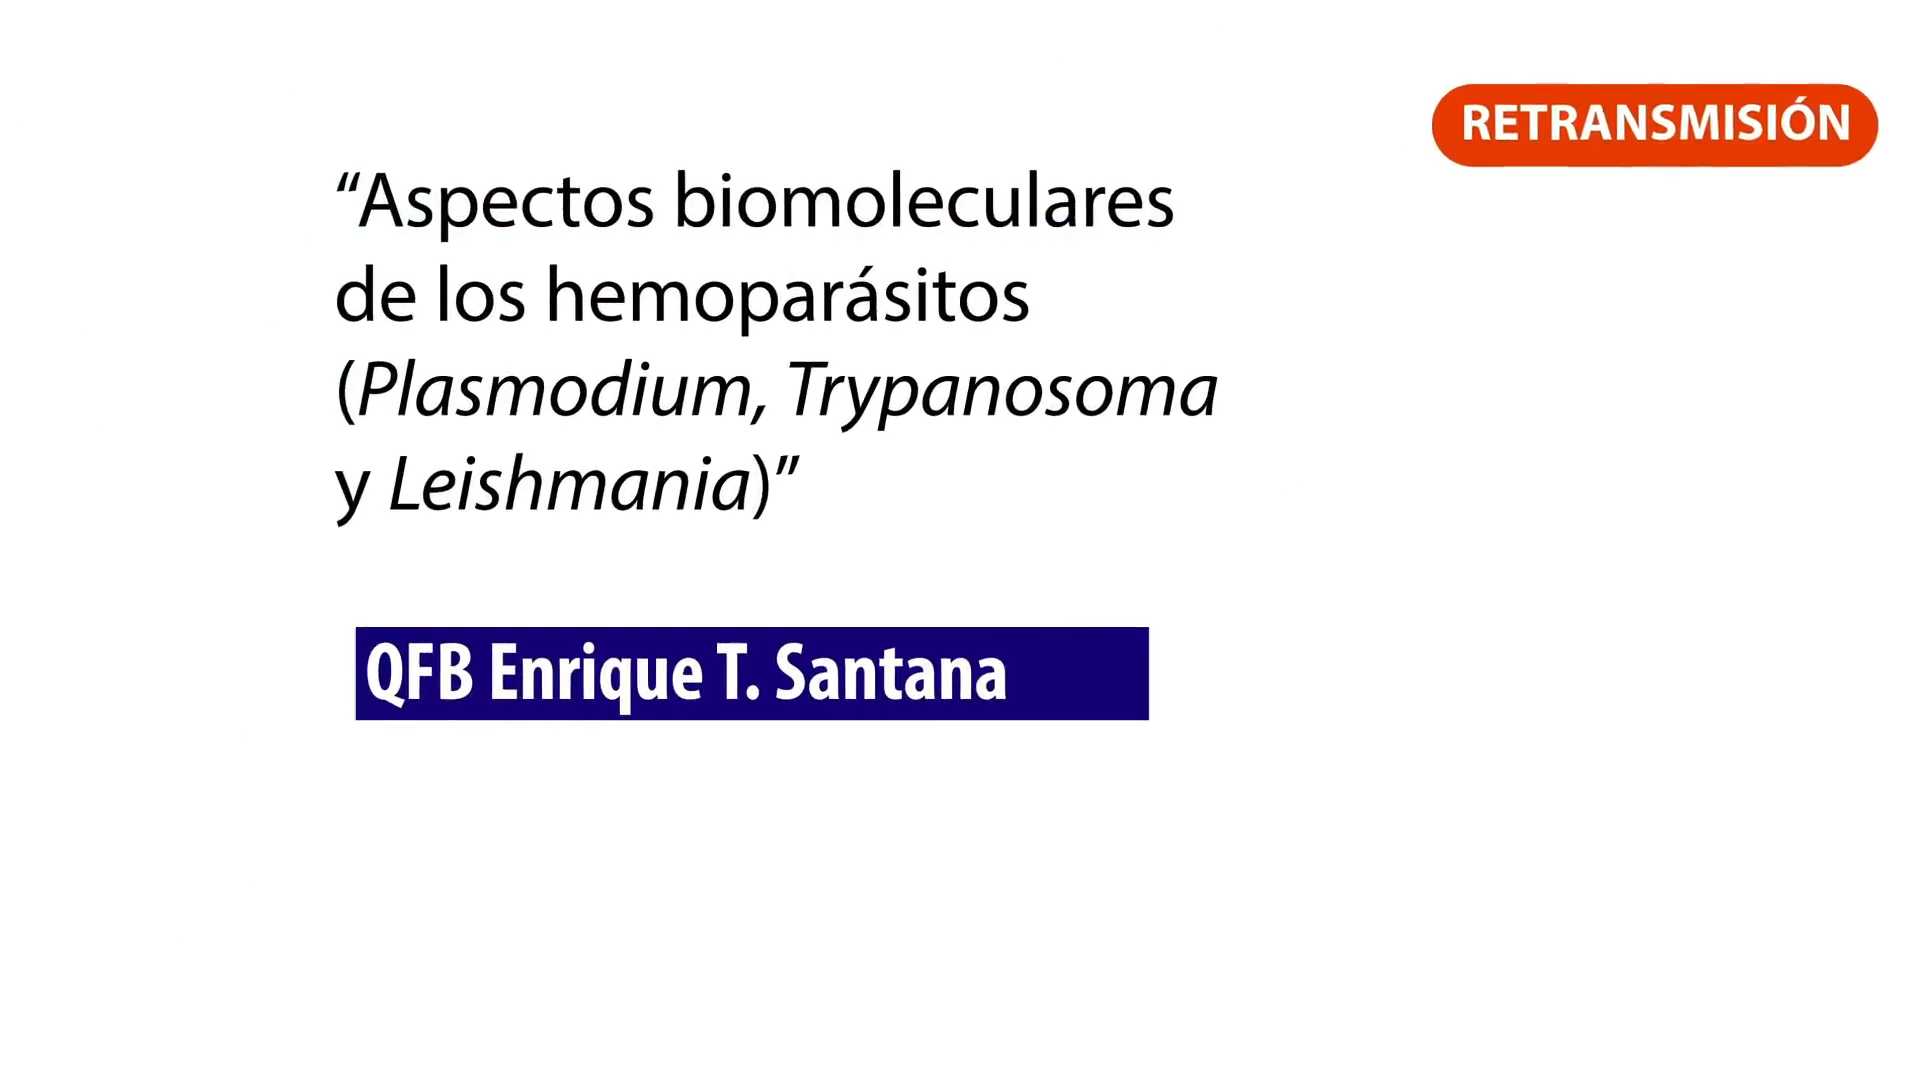 RETRANSMISIÓN
“Aspectos biomoleculares
de los hemoparásitos
(Plasmodium, Trypanosoma
y Leishmania)”
QFB Enrique T. Santana